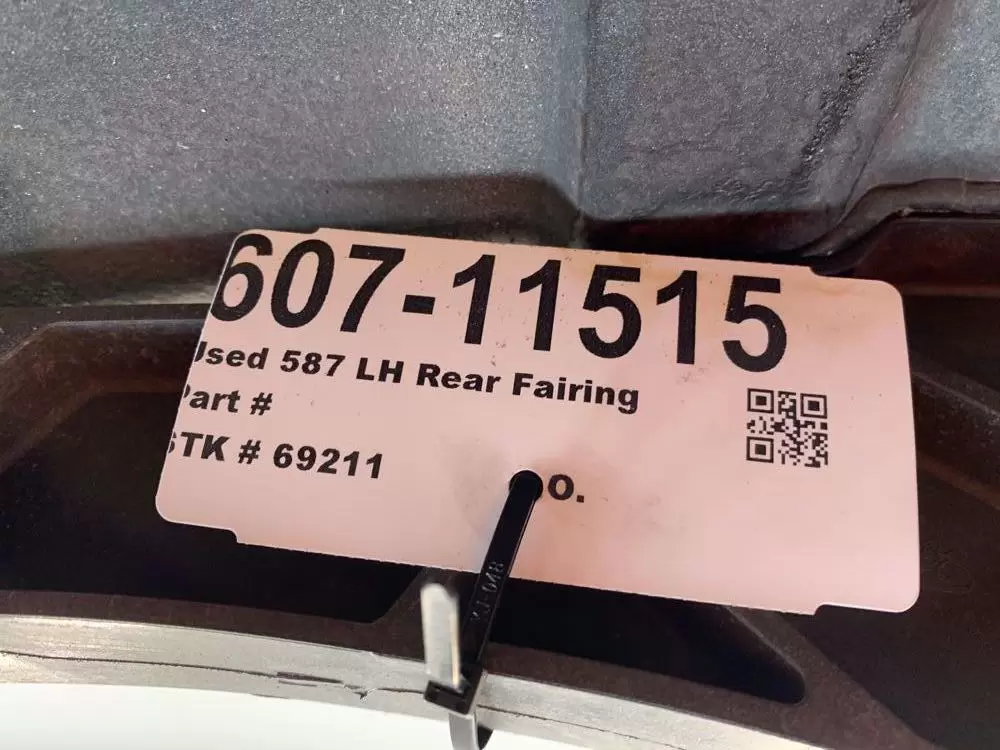 607-11515
Used 587 LH Rear Fairing
Part #
STK # 69211
o.